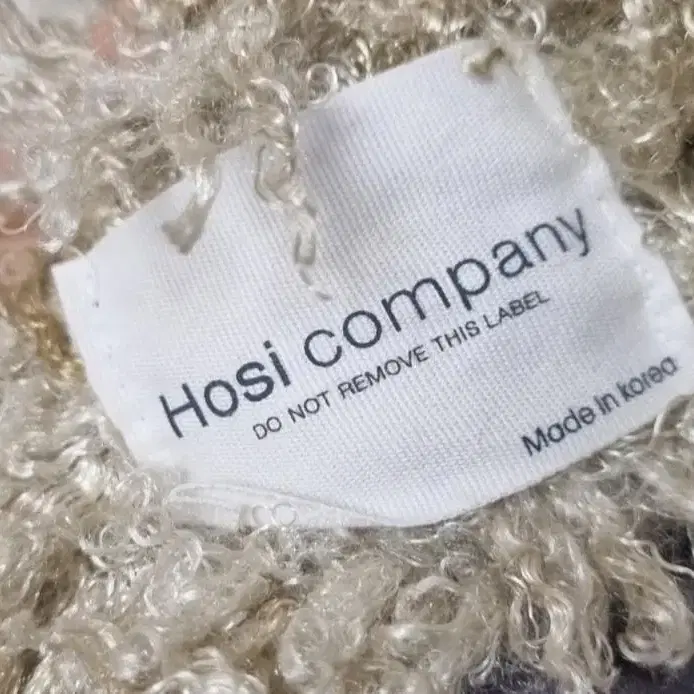 Hosi company
DO NOT REMOVE THIS LABEL
Made in korea